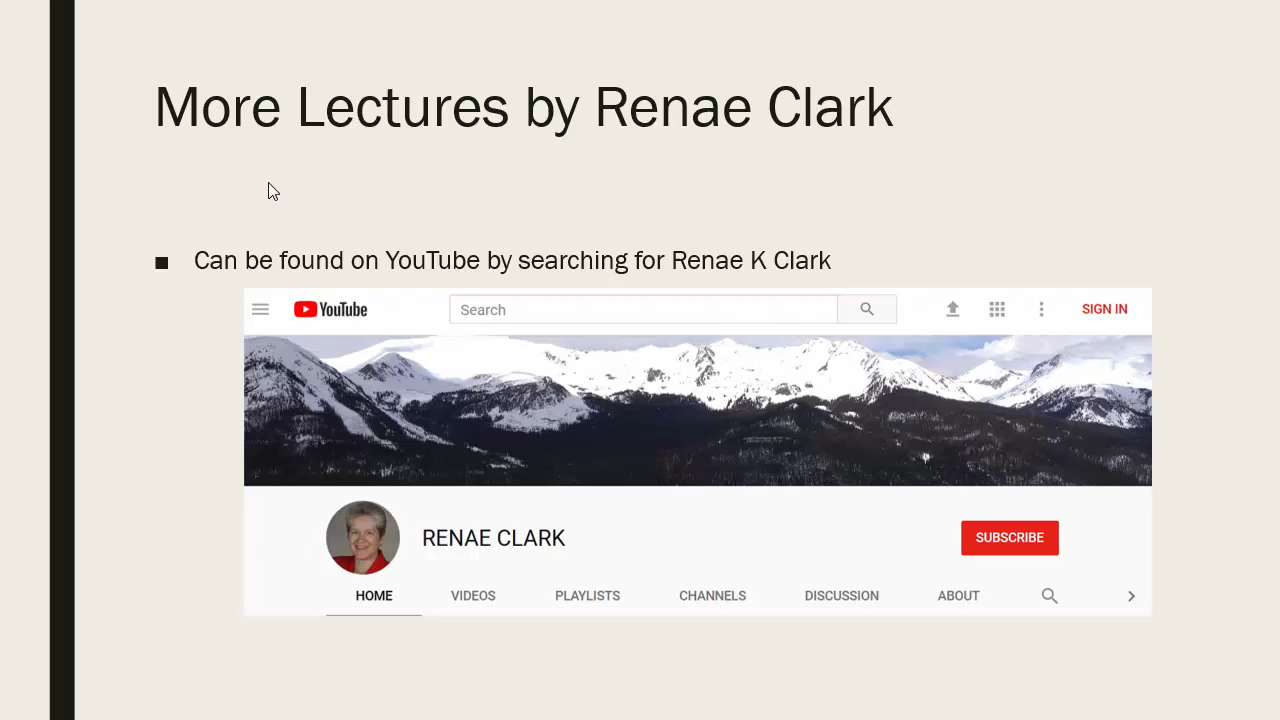 More Lectures by Renae Clark
■ Can be found on YouTube by searching for Renae K Clark
YouTube Search SIGN IN
RENAE CLARK SUBSCRIBE
HOME VIDEOS PLAYLISTS CHANNELS DISCUSSION ABOUT